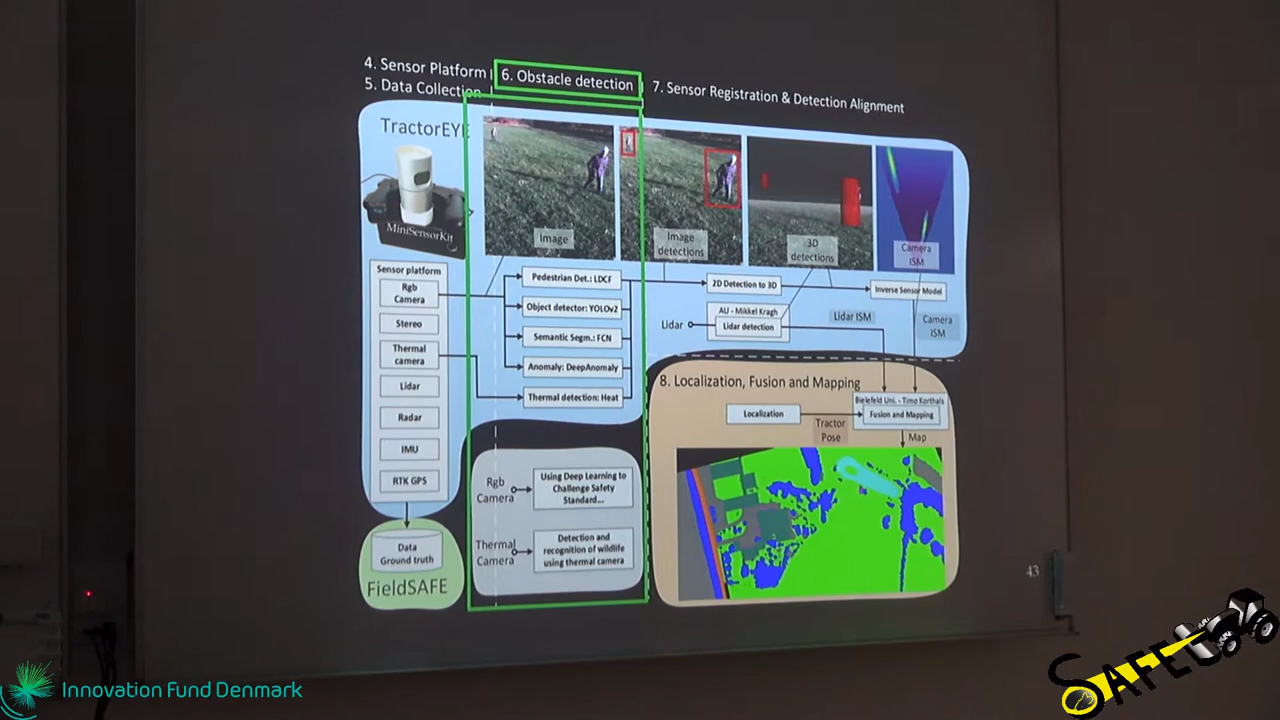 4. Sensor Platform
5. Data Collection
6. Obstacle detection
7. Sensor Registration & Detection Alignment
TractorEYE
MiniSensorKit
Image
Image
detections
3D
detections
Camera
ISM
Sensor platform
Rgb
Camera
Stereo
Thermal
camera
Lidar
Radar
IMU
RTK GPS
Pedestrian Det.: LDCF
Object detector: YOLOv2
Semantic Segm.: FCN
Anomaly: DeepAnomaly
Thermal detection: Heat
2D Detection to 3D
Inverse Sensor Model
Lidar
AU - Mikkel Kragh
Lidar detection
Lidar ISM
Camera
ISM
8. Localization, Fusion and Mapping
Localization
Tractor
Pose
Bielefeld Uni. - Timo Korthals
Fusion and Mapping
Map
Rgb
Camera
Using Deep Learning to
Challenge Safety
Standard...
Thermal
Camera
Detection and
recognition of wildlife
using thermal camera
Data
Ground truth
FieldSAFE
43
Innovation Fund Denmark
SAFE